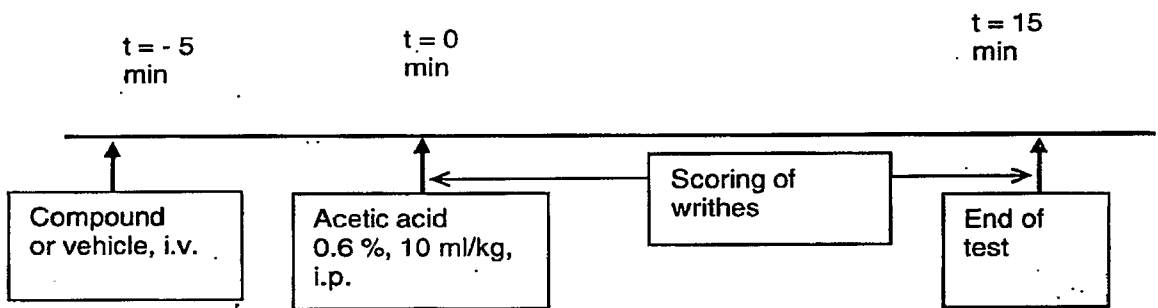 t = - 5
min
t = 0
min
t = 15
min
Compound
or vehicle, i.v.
Acetic acid
0.6 %, 10 ml/kg,
i.p.
Scoring of
writhes
End of
test